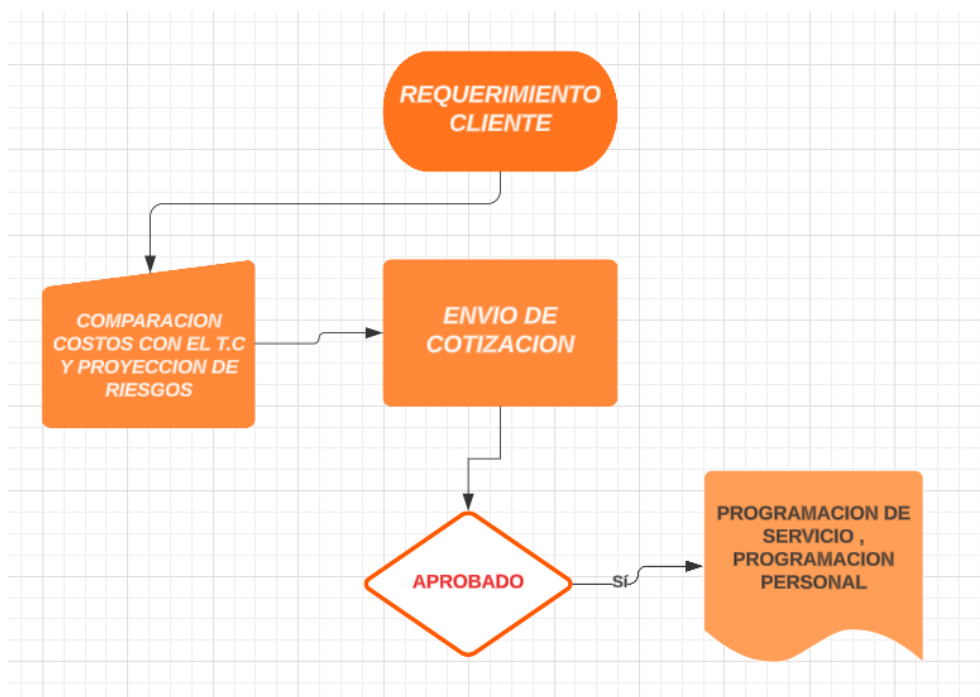 REQUERIMIENTO
CLIENTE
COMPARACION
COSTOS CON EL T.C
Y PROYECCION DE
RIESGOS
ENVIO DE
COTIZACION
APROBADO
Sí
PROGRAMACION DE
SERVICIO ,
PROGRAMACION
PERSONAL